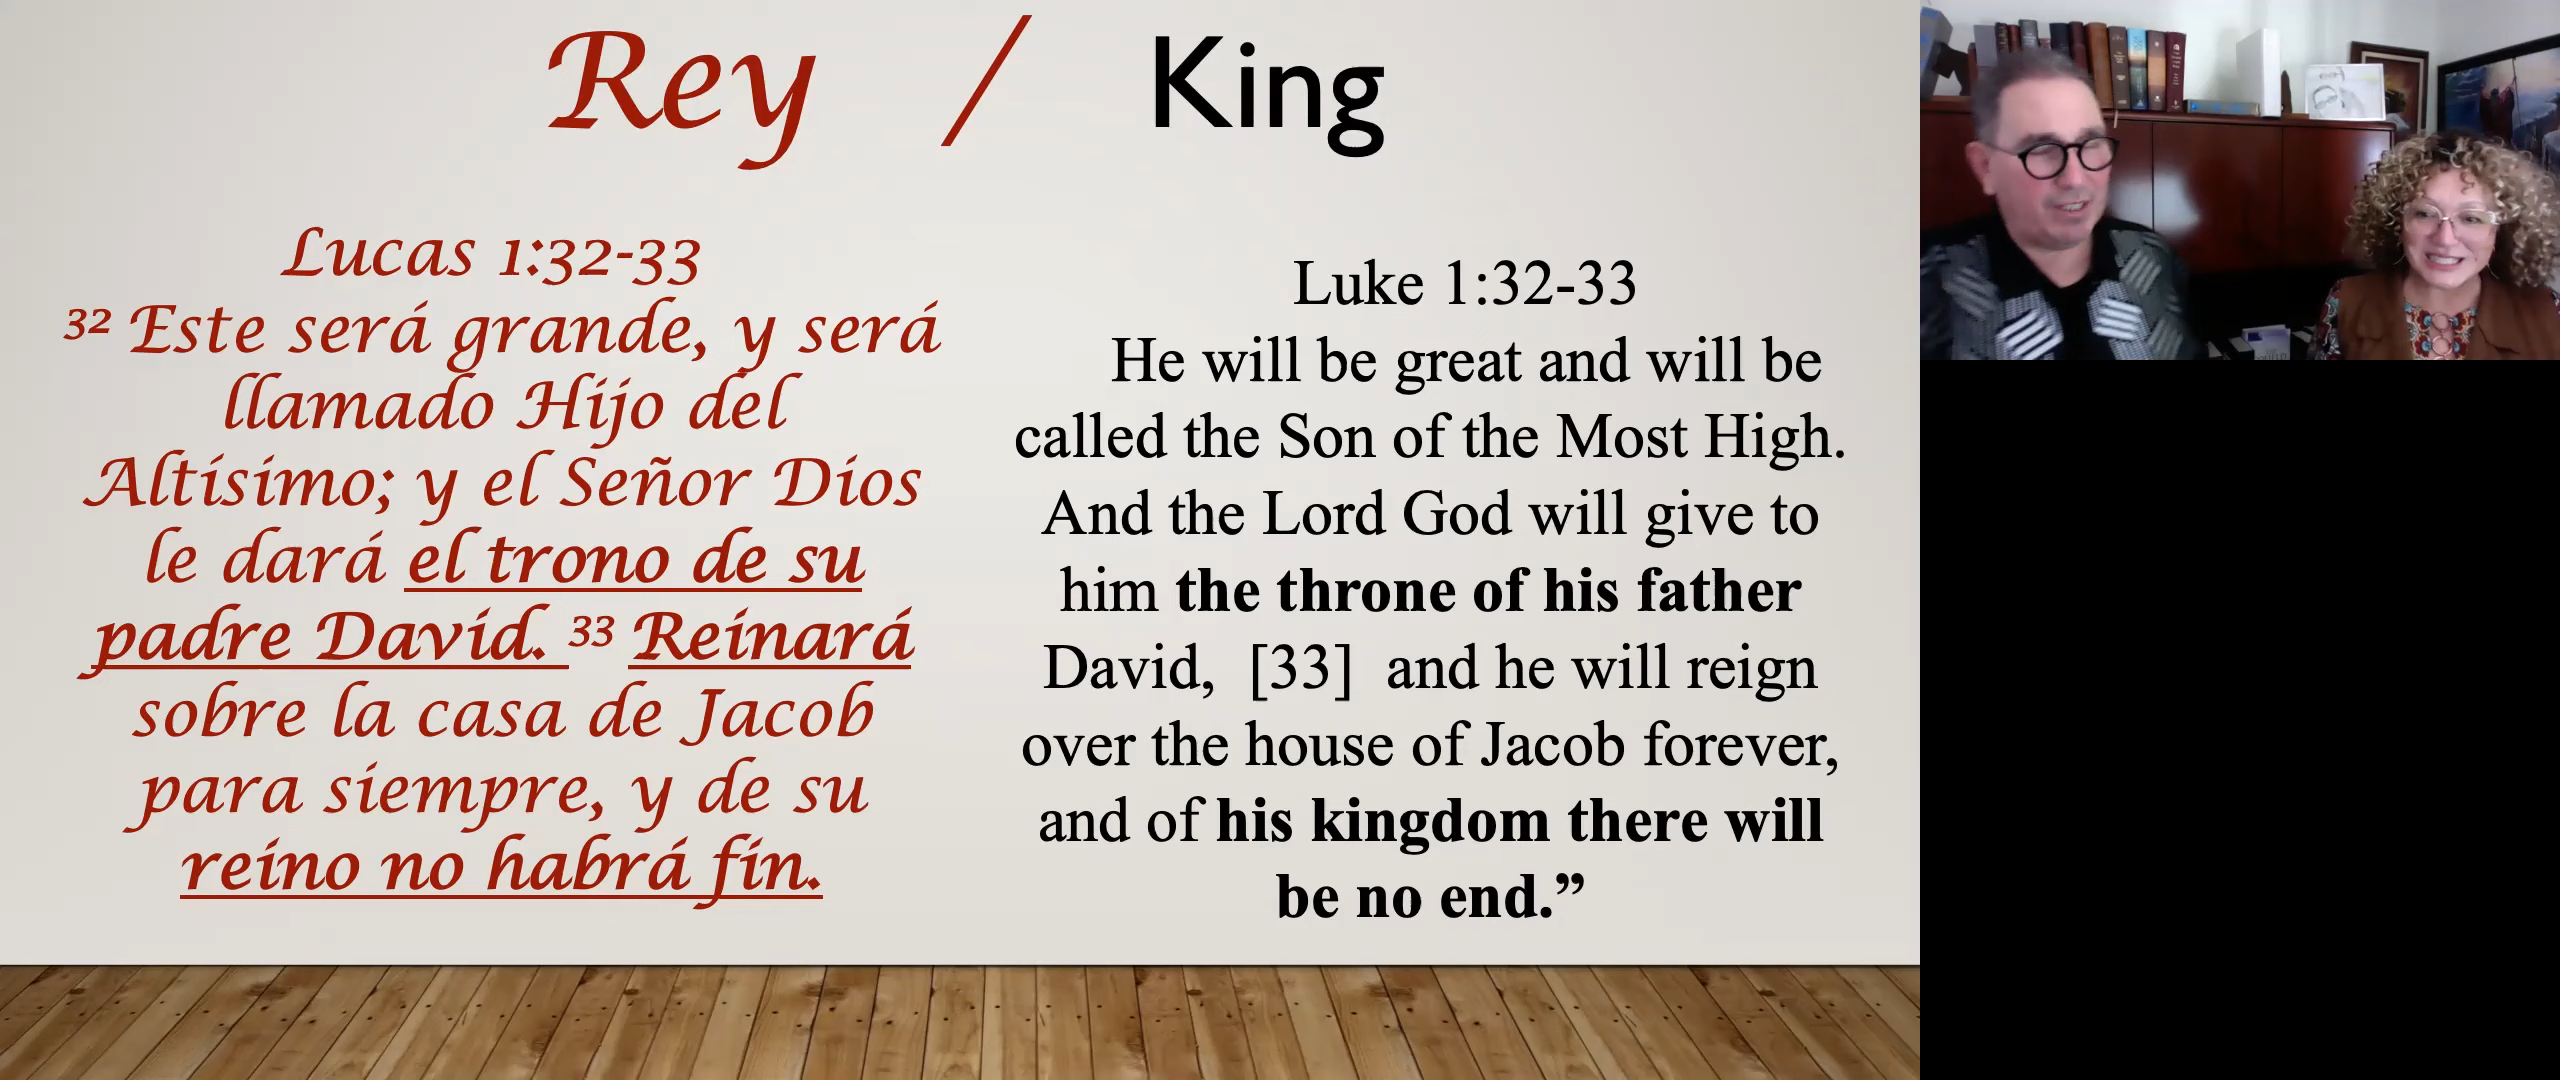 Rey / King
Lucas 1:32-33
32 Este será grande, y será
llamado Hijo del
Altísimo; y el Señor Dios
le dará el trono de su
padre David. 33 Reinará
sobre la casa de Jacob
para siempre, y de su
reino no habrá fin.
Luke 1:32-33
He will be great and will be
called the Son of the Most High.
And the Lord God will give to
him the throne of his father
David, [33] and he will reign
over the house of Jacob forever,
and of his kingdom there will
be no end.”